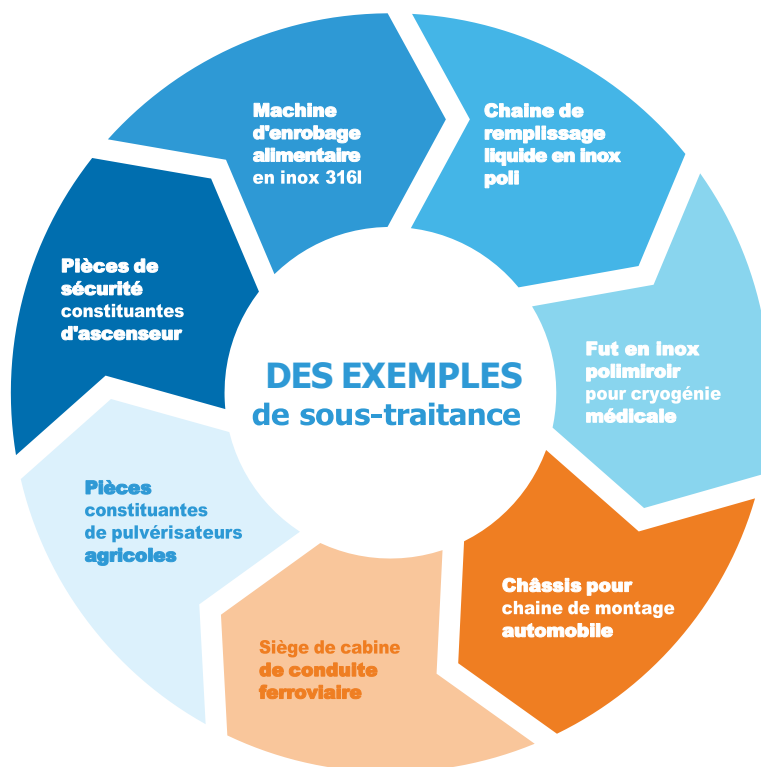 Machine
d'enrobage
alimentaire
en inox 316l
Chaine de
remplissage
liquide en inox
poli
Fut en inox
polimiroir
pour cryogénie
médicale
Châssis pour
chaine de montage
automobile
Siège de cabine
de conduite
ferroviaire
Pièces
constituantes
de pulvérisateurs
agricoles
Pièces de
sécurité
constituantes
d'ascenseur
DES EXEMPLES
de sous-traitance